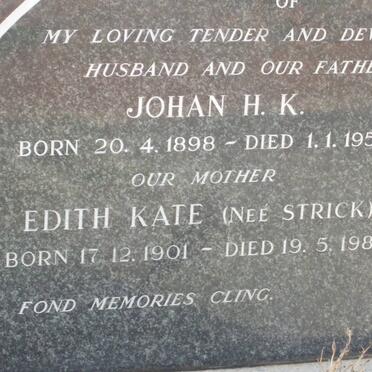 OF
MY LOVING TENDER AND DEV
HUSBAND AND OUR FATHE
JOHAN H. K.
BORN 20. 4. 1898 – DIED 1. 1. 195
OUR MOTHER
EDITH KATE (NEÉ STRICK)
BORN 17. 12. 1901 – DIED 19. 5. 198
FOND MEMORIES CLING.